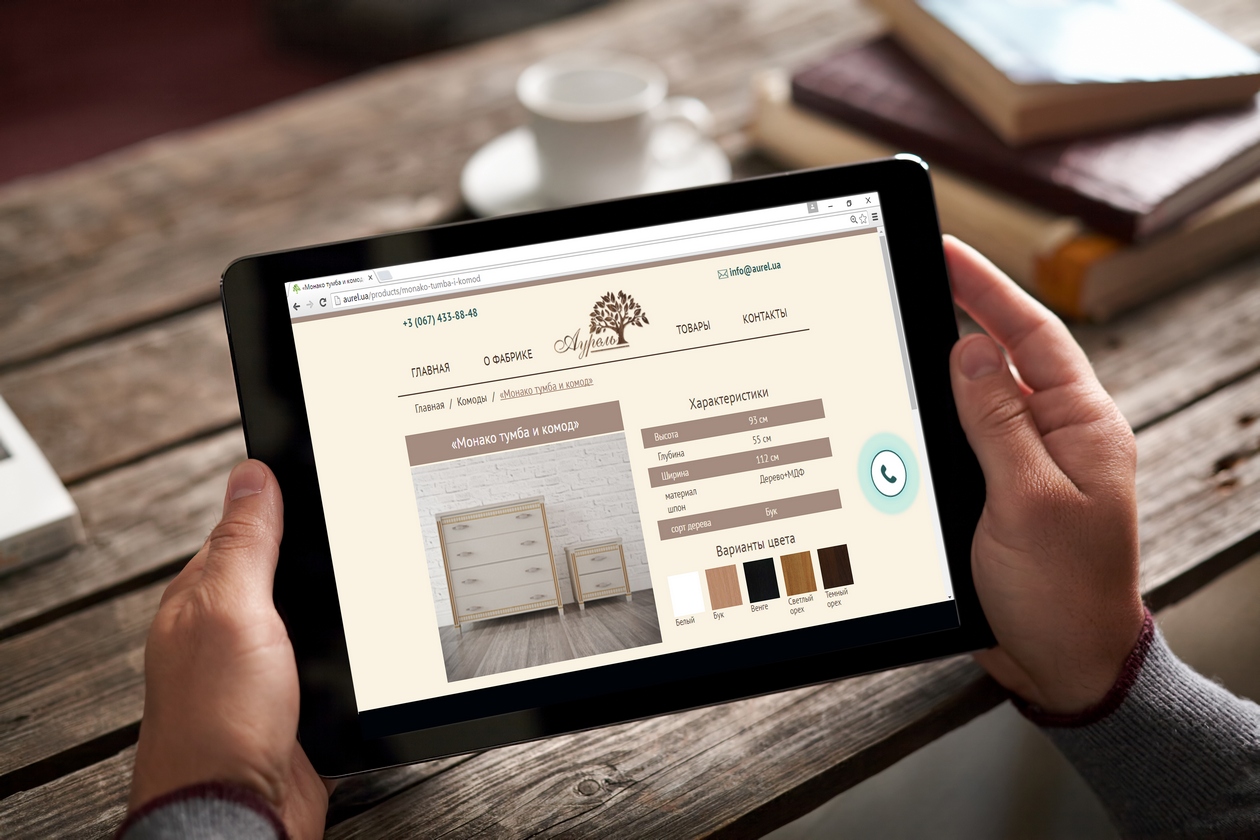 «Монако тумба и комод
aurel.ua/products/monako-tumba-i-komod
+3 (067) 433-88-48
info@aurel.ua
ГЛАВНАЯ
О ФАБРИКЕ
Аурель
ТОВАРЫ
КОНТАКТЫ
Главная / Комоды / «Монако тумба и комод»
«Монако тумба и комод»
Характеристики
Высота 93 см
Глубина 55 см
Ширина 112 см
материал Дерево+МДФ
шпон
сорт дерева Бук
Варианты цвета
Белый
Бук
Венге
Светлый
орех
Темный
орех